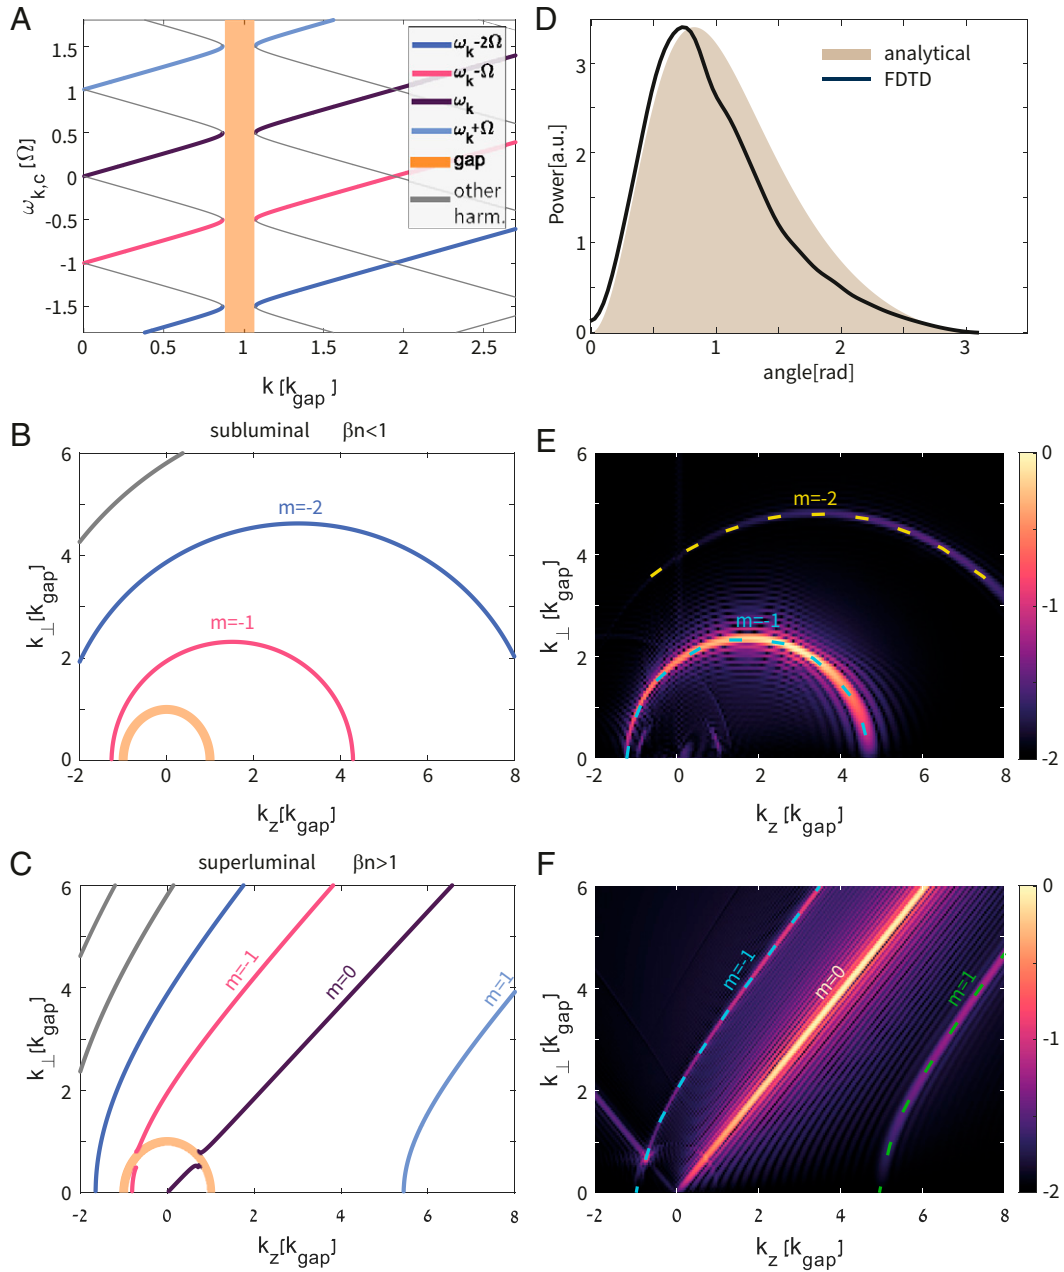 A
ω_k,c [Ω]
1.5
1
0.5
0
-0.5
-1
-1.5
0
0.5
1
1.5
2
2.5
k [k_gap]
ω_k-2Ω
ω_k-Ω
ω_k
ω_k+Ω
gap
other
harm.
D
Power[a.u.]
3
2
1
0
0
1
2
3
angle[rad]
analytical
FDTD
B
subluminal βn<1
k_⊥[k_gap]
6
4
2
0
-2
0
2
4
6
8
k_z[k_gap]
m=-2
m=-1
E
k_⊥ [k_gap]
6
4
2
0
-2
0
2
4
6
8
k_z [k_gap]
m=-2
m=-1
0
-1
-2
C
superluminal βn>1
k_⊥[k_gap]
6
4
2
0
-2
0
2
4
6
8
k_z[k_gap]
m=-1
m=0
m=1
F
k_⊥ [k_gap]
6
4
2
0
-2
0
2
4
6
8
k_z [k_gap]
m=-1
m=0
m=1
0
-1
-2